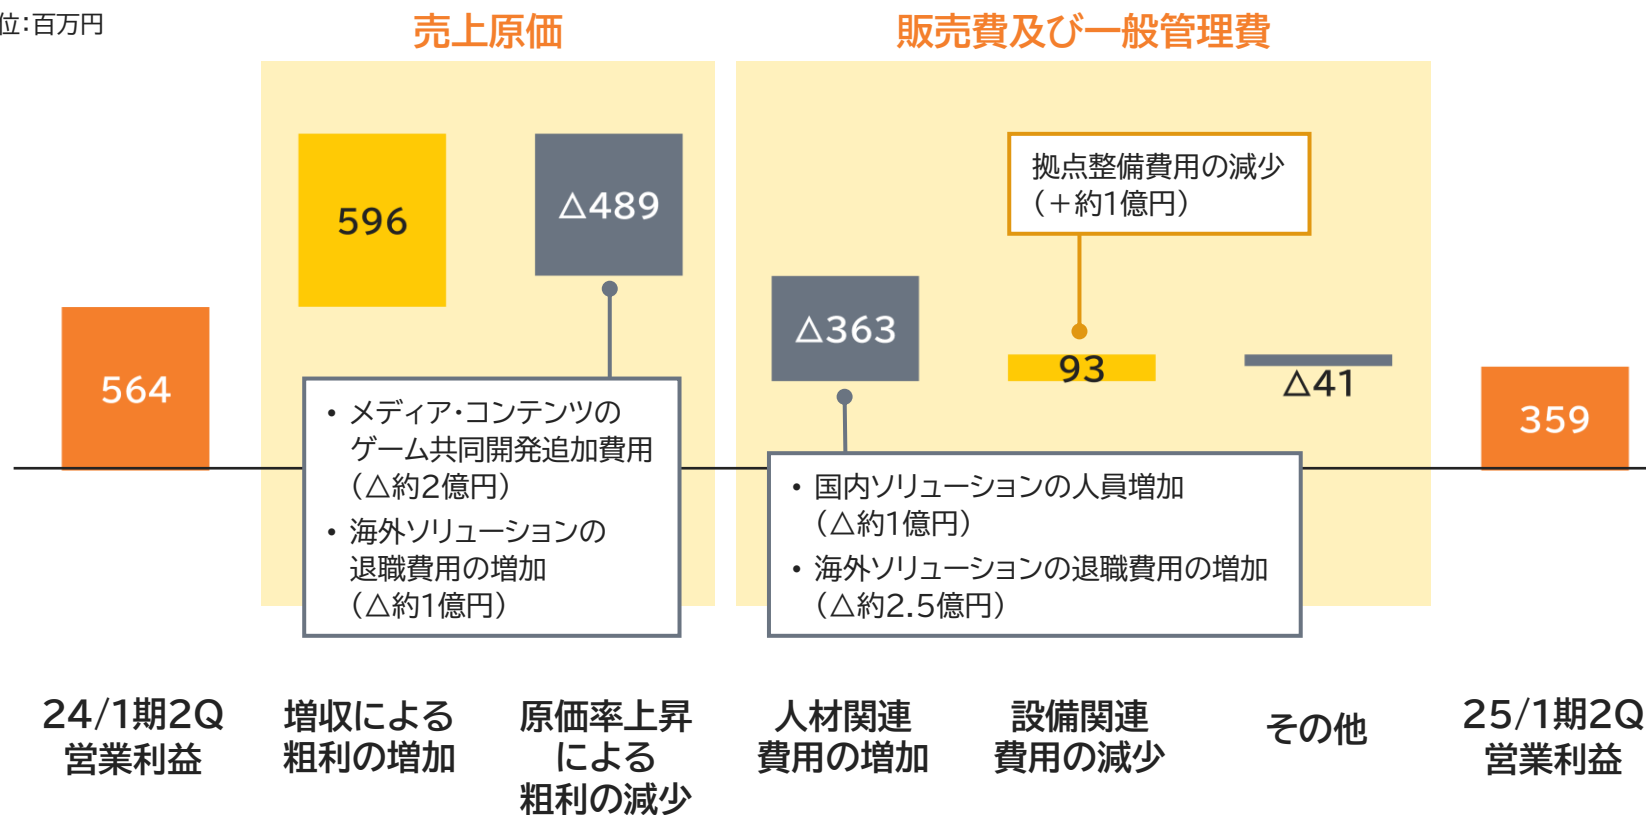 位：百万円
売上原価
販売費及び一般管理費
596
△489
拠点整備費用の減少
（＋約1億円）
△363
93
△41
564
359
• メディア・コンテンツの
ゲーム共同開発追加費用
（△約2億円）
• 海外ソリューションの
退職費用の増加
（△約1億円）
• 国内ソリューションの人員増加
（△約1億円）
• 海外ソリューションの退職費用の増加
（△約2.5億円）
24/1期2Q
営業利益
増収による
粗利の増加
原価率上昇
による
粗利の減少
人材関連
費用の増加
設備関連
費用の減少
その他
25/1期2Q
営業利益